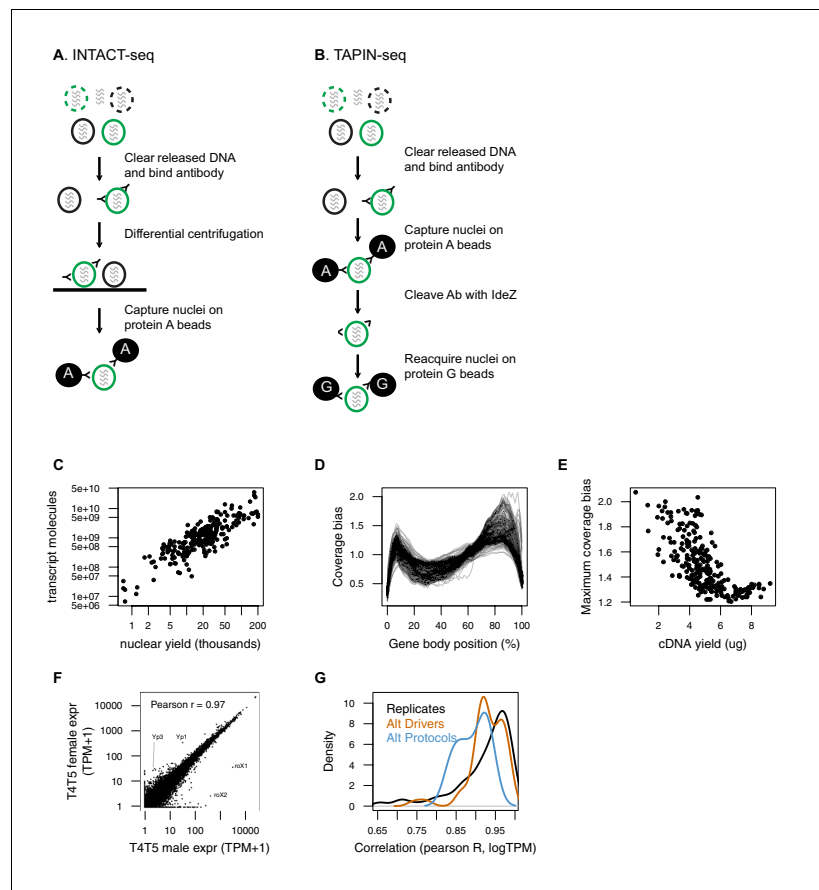 A. INTACT-seq
Clear released DNA
and bind antibody
Differential centrifugation
Capture nuclei on
protein A beads
A
A
B. TAPIN-seq
Clear released DNA
and bind antibody
Capture nuclei on
protein A beads
A
A
Cleave Ab with IdeZ
Reacquire nuclei on
protein G beads
G
G
C
transcript molecules
5e+10
1e+10
5e+09
1e+09
5e+08
1e+08
5e+07
1e+07
5e+06
1 2 5 20 50 200
nuclear yield (thousands)
D
Coverage bias
2.0
1.5
1.0
0.5
0 20 40 60 80 100
Gene body position (%)
E
Maximum coverage bias
2.0
1.8
1.6
1.4
1.2
2 4 6 8
cDNA yield (ug)
F
T4T5 female expr
(TPM+1)
10000
1000
100
10
1
Pearson r = 0.97
Yp3
Yp1
roX1
roX2
1 10 100 10000
T4T5 male expr (TPM+1)
G
Density
10
8
6
4
2
0
Replicates
Alt Drivers
Alt Protocols
0.65 0.75 0.85 0.95
Correlation (pearson R, logTPM)